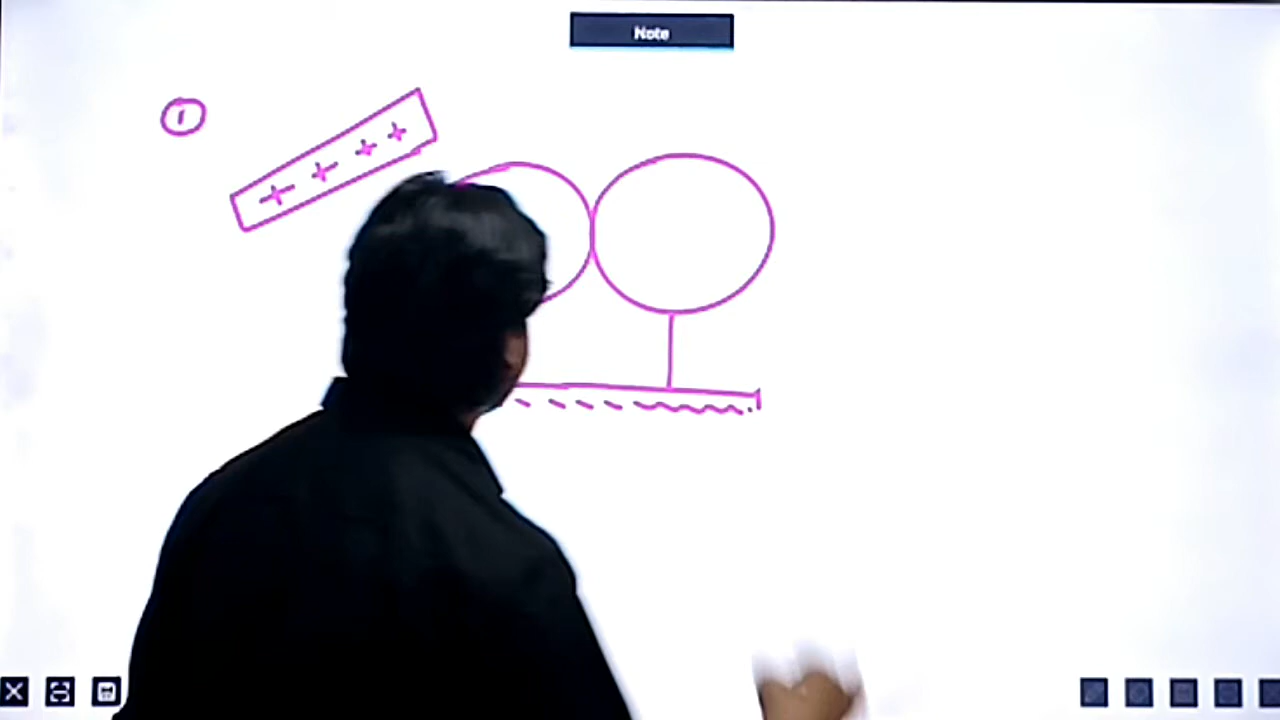 Note
1
+ + + +